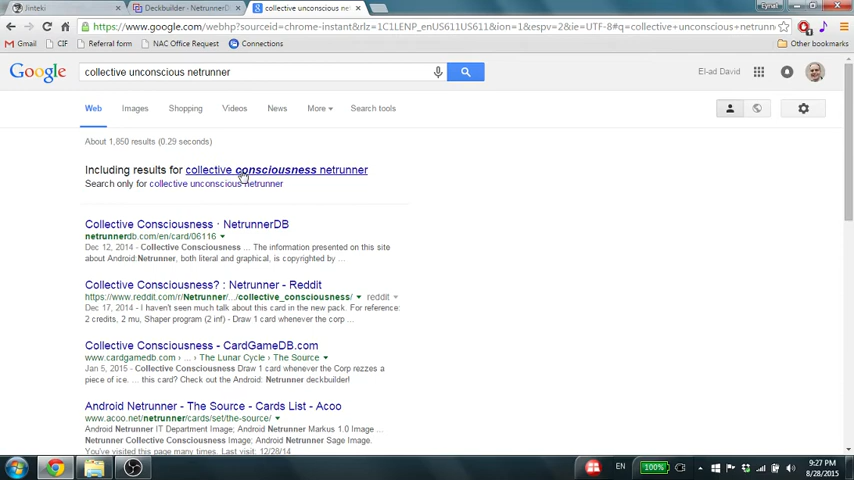 Jinteki
Deckbuilder · NetrunnerD
collective unconscious ne
Eynat
https://www.google.com/webhp?sourceid=chrome-instant&rlz=1C1LENP_enUS611US611&ion=1&espv=2&ie=UTF-8#q=collective+unconscious+netrunn
Gmail CIF Referral form NAC Office Request Connections Other bookmarks
Google collective unconscious netrunner El-ad David
Web Images Shopping Videos News More Search tools
About 1,850 results (0.29 seconds)
Including results for collective consciousness netrunner
Search only for collective unconscious netrunner
Collective Consciousness · NetrunnerDB
netrunnerdb.com/en/card/06116
Dec 12, 2014 - Collective Consciousness ... The information presented on this site
about Android:Netrunner, both literal and graphical, is copyrighted by ...
Collective Consciousness? : Netrunner - Reddit
https://www.reddit.com/r/Netrunner/.../collective_consciousness/ reddit
Dec 17, 2014 - I haven't seen much talk about this card in the new pack. For reference:
2 credits, 2 mu, Shaper program (2 inf) - Draw 1 card whenever the corp ...
Collective Consciousness - CardGameDB.com
www.cardgamedb.com › ... › The Lunar Cycle › The Source
Jan 5, 2015 - Collective Consciousness Draw 1 card whenever the Corp rezzes a
piece of ice. ... this card? Check out the Android: Netrunner deckbuilder!
Android Netrunner - The Source - Cards List - Acoo
www.acoo.net/netrunner/cards/set/the-source/
Android Netrunner IT Department Image; Android Netrunner Markus 1.0 Image ...
Netrunner Collective Consciousness Image; Android Netrunner Sage Image.
You've visited this page many times. Last visit: 12/28/14
EN 100% 9:27 PM
8/28/2015